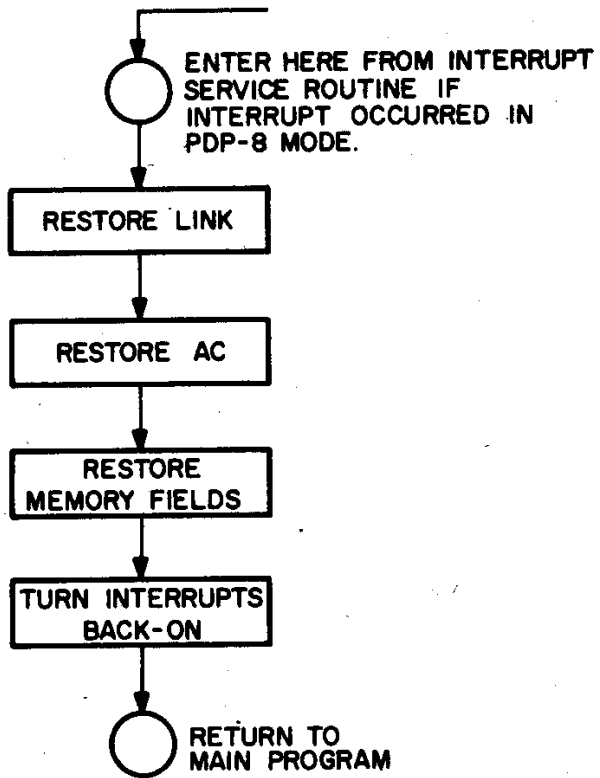 ENTER HERE FROM INTERRUPT
SERVICE ROUTINE IF
INTERRUPT OCCURRED IN
PDP-8 MODE.
RESTORE LINK
RESTORE AC
RESTORE
MEMORY FIELDS
TURN INTERRUPTS
BACK-ON
RETURN TO
MAIN PROGRAM